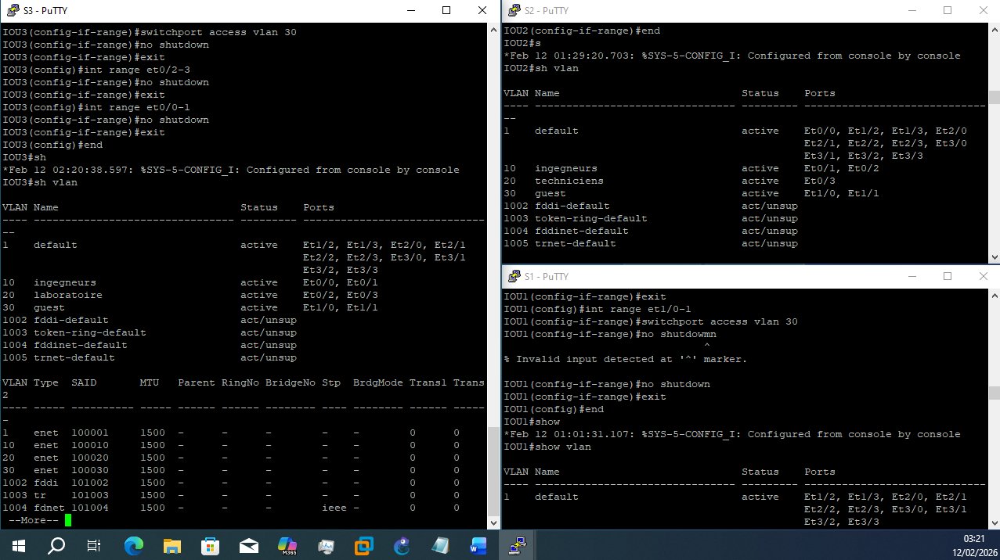 S3 - PuTTY
IOU3(config-if-range)#switchport access vlan 30
IOU3(config-if-range)#no shutdown
IOU3(config-if-range)#exit
IOU3(config)#int range et0/2-3
IOU3(config-if-range)#no shutdown
IOU3(config-if-range)#exit
IOU3(config)#int range et0/0-1
IOU3(config-if-range)#no shutdown
IOU3(config-if-range)#exit
IOU3(config)#end
IOU3#sh
*Feb 12 02:20:38.597: %SYS-5-CONFIG_I: Configured from console by console
IOU3#sh vlan

VLAN Name                             Status    Ports
---- -------------------------------- --------- -----------------------------
--
1    default                          active    Et1/2, Et1/3, Et2/0, Et2/1
                                                Et2/2, Et2/3, Et3/0, Et3/1
                                                Et3/2, Et3/3
10   ingegneurs                       active    Et0/0, Et0/1
20   laboratoire                      active    Et0/2, Et0/3
30   guest                            active    Et1/0, Et1/1
1002 fddi-default                     act/unsup
1003 token-ring-default               act/unsup
1004 fddinet-default                  act/unsup
1005 trnet-default                    act/unsup

VLAN Type  SAID       MTU   Parent RingNo BridgeNo Stp  BrdgMode Trans1 Trans
2
---- ----- ---------- ----- ------ ------ -------- ---- -------- ------ -----
-
1    enet  100001     1500  -      -      -        -    -        0      0
10   enet  100010     1500  -      -      -        -    -        0      0
20   enet  100020     1500  -      -      -        -    -        0      0
30   enet  100030     1500  -      -      -        -    -        0      0
1002 fddi  101002     1500  -      -      -        -    -        0      0
1003 tr    101003     1500  -      -      -        -    -        0      0
1004 fdnet 101004     1500  -      -      -        ieee -        0      0
 --More--
S2 - PuTTY
IOU2(config-if-range)#end
IOU2#s
*Feb 12 01:29:20.703: %SYS-5-CONFIG_I: Configured from console by console
IOU2#sh vlan

VLAN Name                             Status    Ports
---- -------------------------------- --------- -----------------------------
--
1    default                          active    Et0/0, Et1/2, Et1/3, Et2/0
                                                Et2/1, Et2/2, Et2/3, Et3/0
                                                Et3/1, Et3/2, Et3/3
10   ingegneurs                       active    Et0/1, Et0/2
20   techniciens                      active    Et0/3
30   guest                            active    Et1/0, Et1/1
1002 fddi-default                     act/unsup
1003 token-ring-default               act/unsup
1004 fddinet-default                  act/unsup
1005 trnet-default                    act/unsup
S1 - PuTTY
IOU1(config-if-range)#exit
IOU1(config)#int range et1/0-1
IOU1(config-if-range)#switchport access vlan 30
IOU1(config-if-range)#no shutdowmn
                                ^
% Invalid input detected at '^' marker.

IOU1(config-if-range)#no shutdown
IOU1(config-if-range)#exit
IOU1(config)#end
IOU1#show
*Feb 12 01:01:31.107: %SYS-5-CONFIG_I: Configured from console by console
IOU1#show vlan

VLAN Name                             Status    Ports
---- -------------------------------- --------- -----------------------------
1    default                          active    Et1/2, Et1/3, Et2/0, Et2/1
                                                Et2/2, Et2/3, Et3/0, Et3/1
                                                Et3/2, Et3/3
M365
W
03:21
12/02/2026